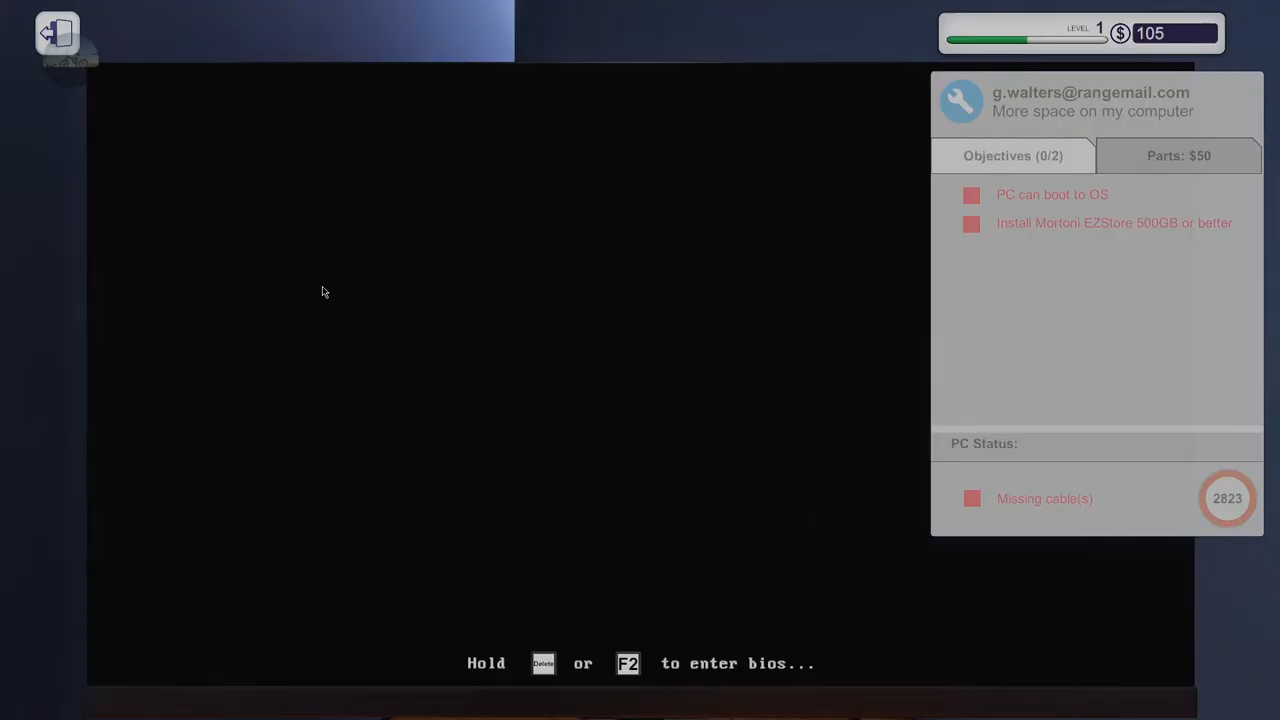 LEVEL 1 $ 105
g.walters@rangemail.com
More space on my computer
Objectives (0/2) Parts: $50
PC can boot to OS
Install Mortoni EZStore 500GB or better
PC Status:
Missing cable(s) 2823
Hold Delete or F2 to enter bios...